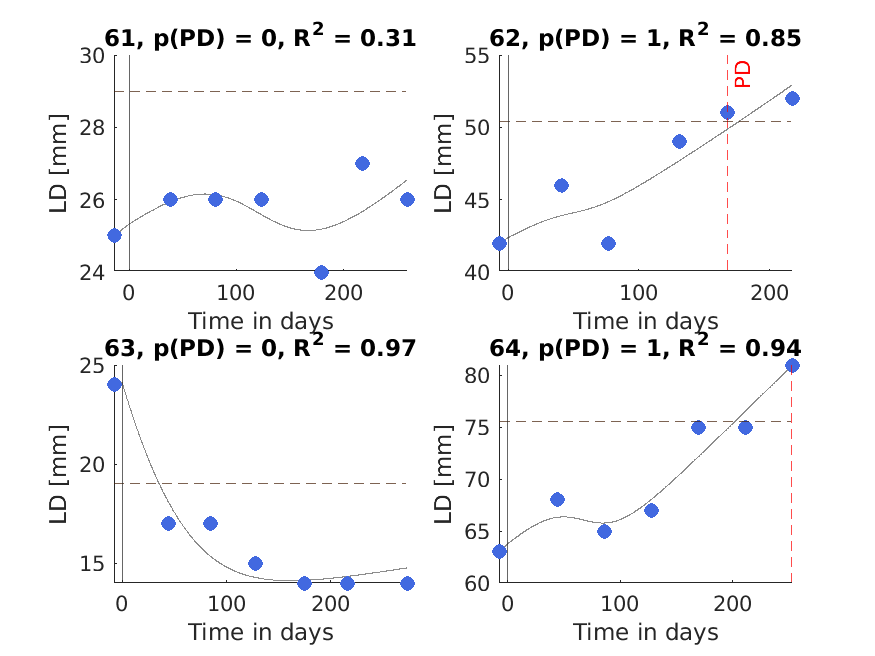 61, p(PD) = 0, R² = 0.31
30
28
26
24
LD [mm]
0
100
200
Time in days
62, p(PD) = 1, R² = 0.85
55
50
45
40
LD [mm]
PD
0
100
200
Time in days
63, p(PD) = 0, R² = 0.97
25
20
15
LD [mm]
0
100
200
Time in days
64, p(PD) = 1, R² = 0.94
80
75
70
65
60
LD [mm]
0
100
200
Time in days